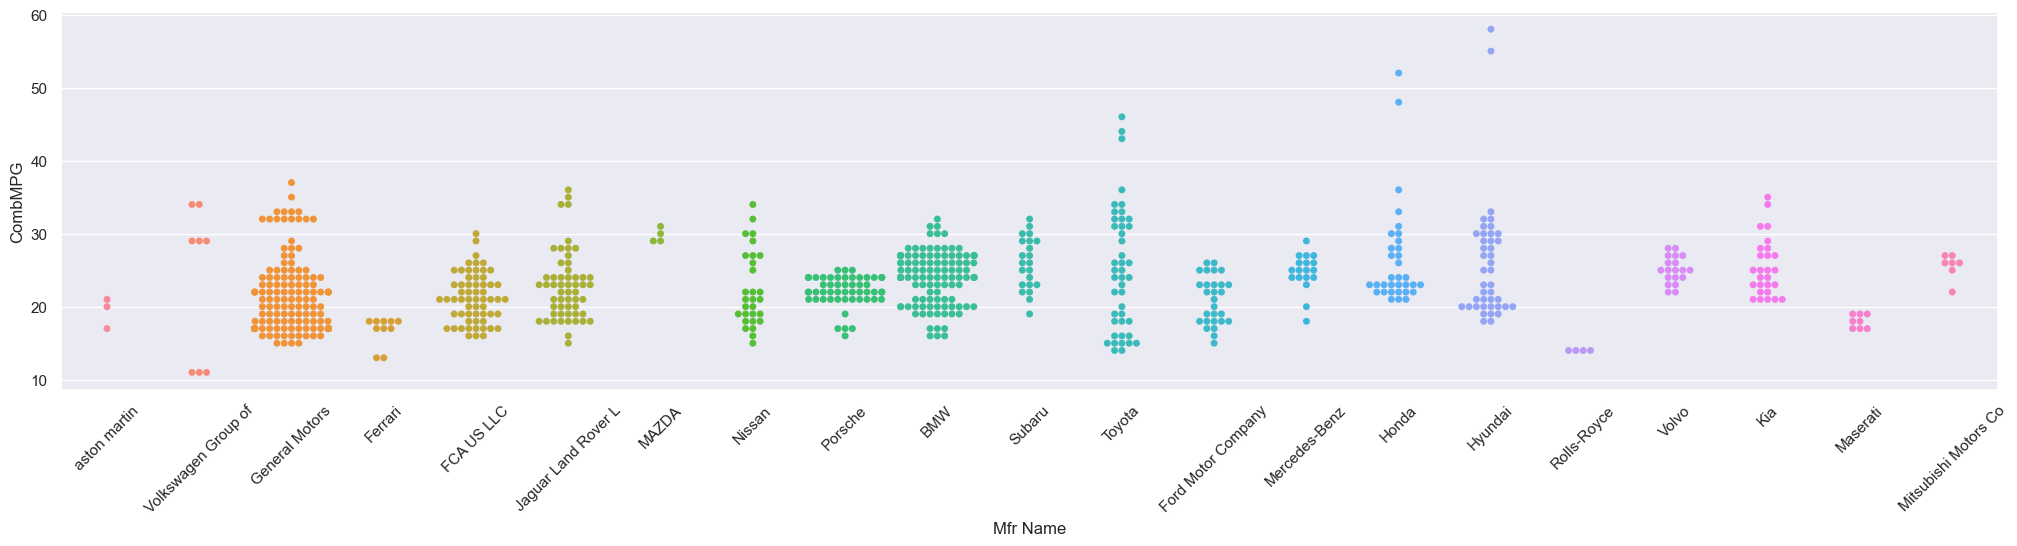 60
50
40
30
20
10
CombMPG
aston martin
Volkswagen Group of
General Motors
Ferrari
FCA US LLC
Jaguar Land Rover L
MAZDA
Nissan
Porsche
BMW
Subaru
Toyota
Ford Motor Company
Mercedes-Benz
Honda
Hyundai
Rolls-Royce
Volvo
Kia
Maserati
Mitsubishi Motors Co
Mfr Name